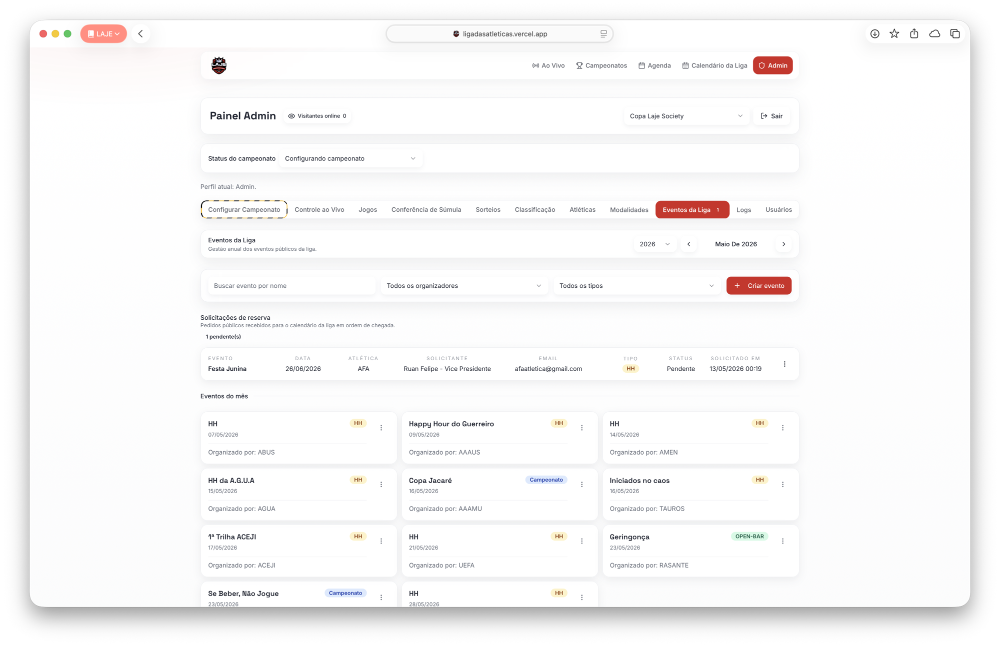 LAJE
ligadasatleticas.vercel.app
LAJE
Ao Vivo
Campeonatos
Agenda
Calendário da Liga
Admin
Painel Admin
Visitantes online 0
Copa Laje Society
Sair
Status do campeonato
Configurando campeonato
Perfil atual: Admin.
Configurar Campeonato
Controle ao Vivo
Jogos
Conferência de Súmula
Sorteios
Classificação
Atléticas
Modalidades
Eventos da Liga 1
Logs
Usuários
Eventos da Liga
Gestão anual dos eventos públicos da liga.
2026
Maio De 2026
Buscar evento por nome
Todos os organizadores
Todos os tipos
+ Criar evento
Solicitações de reserva
Pedidos públicos recebidos para o calendário da liga em ordem de chegada.
1 pendente(s)
EVENTO
Festa Junina
DATA
26/06/2026
ATLÉTICA
AFA
SOLICITANTE
Ruan Felipe - Vice Presidente
EMAIL
afaatletica@gmail.com
TIPO
HH
STATUS
Pendente
SOLICITADO EM
13/05/2026 00:19
Eventos do mês
HH
HH
07/05/2026
Organizado por: ABUS
Happy Hour do Guerreiro
HH
09/05/2026
Organizado por: AAAUS
HH
HH
14/05/2026
Organizado por: AMEN
HH da A.G.U.A
HH
15/05/2026
Organizado por: AGUA
Copa Jacaré
Campeonato
16/05/2026
Organizado por: AAAMU
Iniciados no caos
HH
16/05/2026
Organizado por: TAUROS
1ª Trilha ACEJI
HH
17/05/2026
Organizado por: ACEJI
HH
HH
21/05/2026
Organizado por: UEFA
Geringonça
OPEN-BAR
23/05/2026
Organizado por: RASANTE
Se Beber, Não Jogue
Campeonato
23/05/2026
HH
HH
28/05/2026